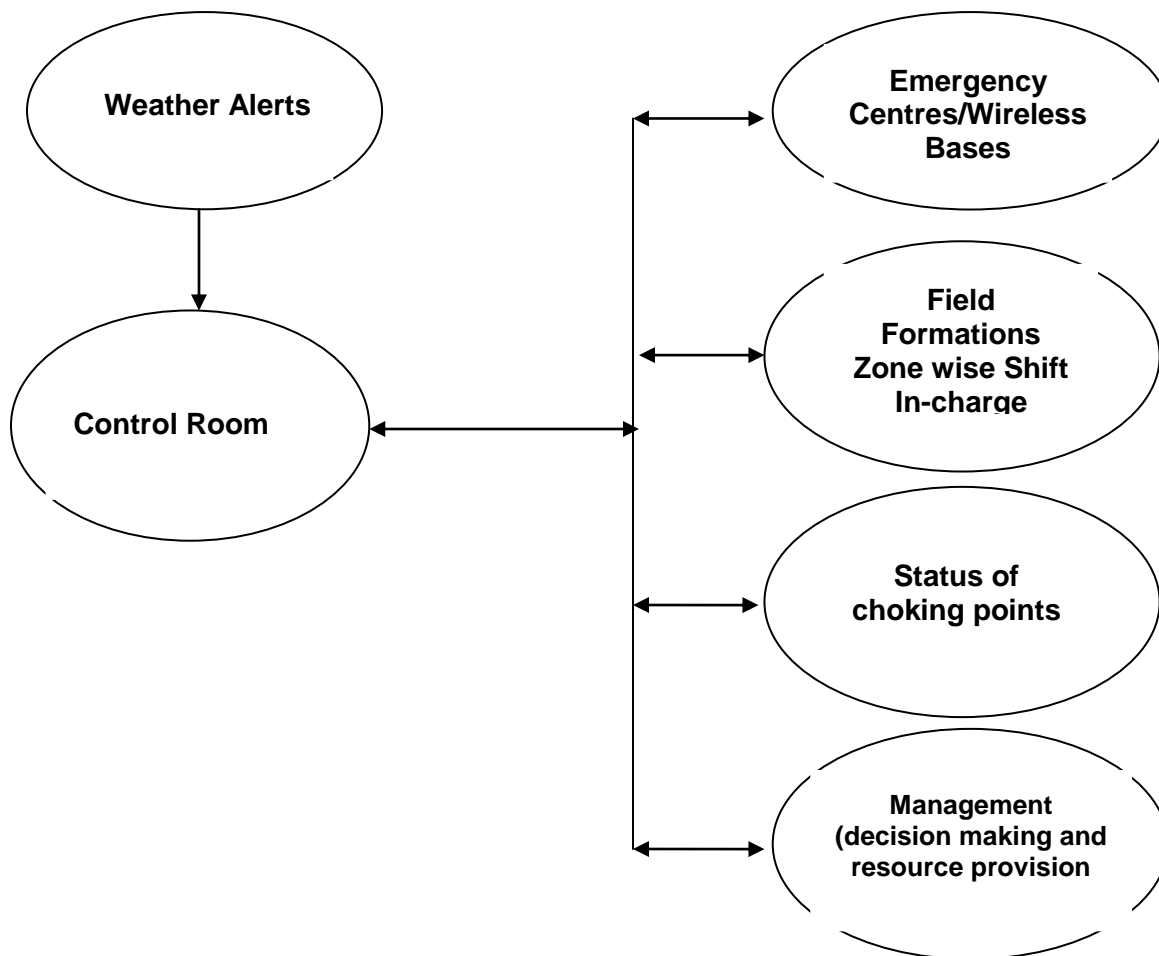 Weather Alerts
Control Room
Emergency
Centres/Wireless
Bases
Field
Formations
Zone wise Shift
In-charge
Status of
choking points
Management
(decision making and
resource provision